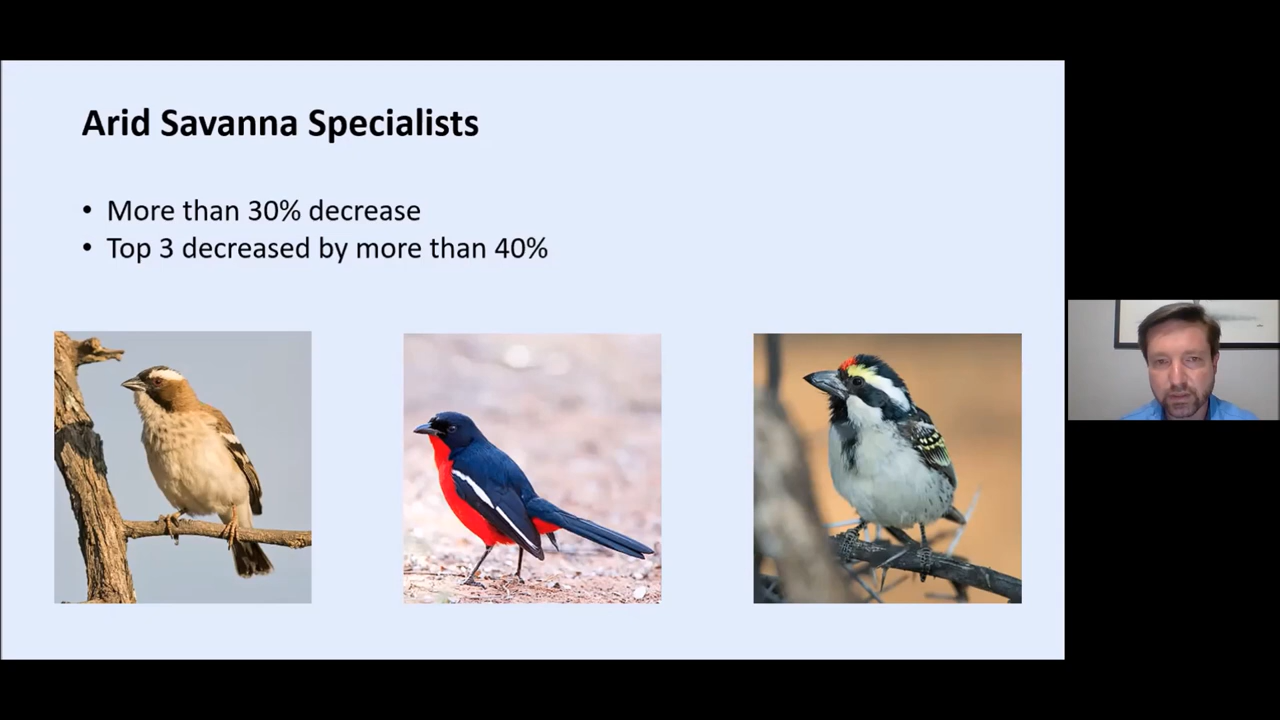 Arid Savanna Specialists
• More than 30% decrease
• Top 3 decreased by more than 40%